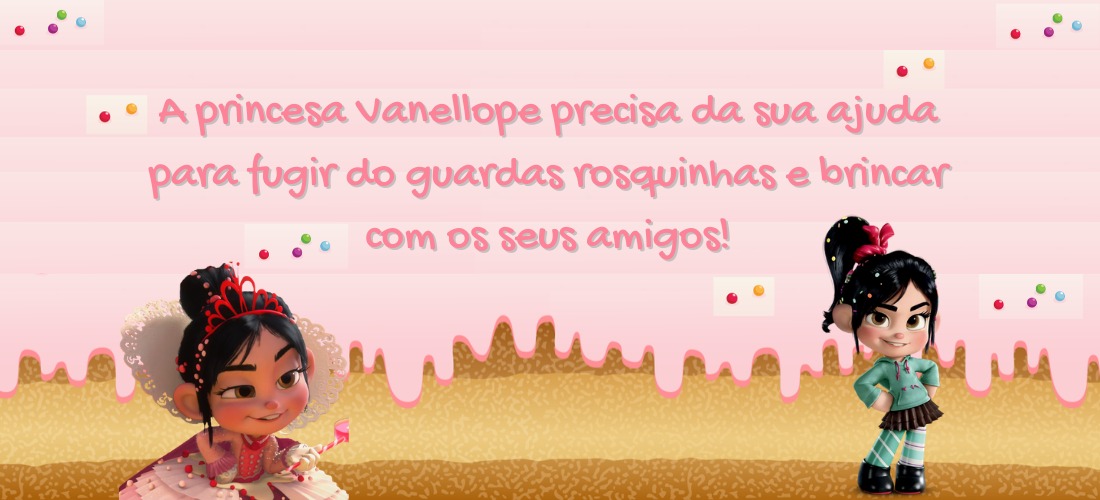 A princesa Vanellope precisa da sua ajuda
para fugir do guardas rosquinhas e brincar
com os seus amigos!